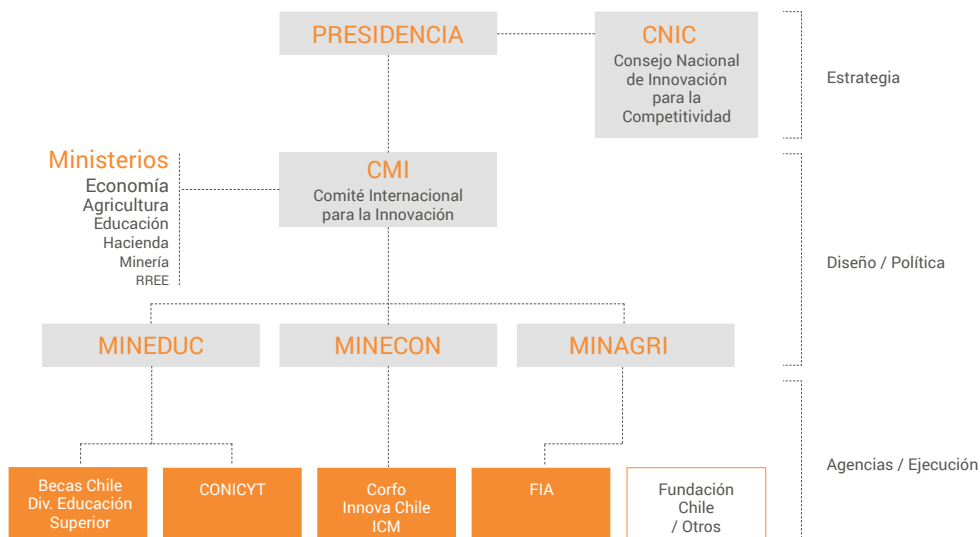 PRESIDENCIA
CNIC
Consejo Nacional
de Innovación
para la
Competitividad
Estrategia
Ministerios
Economía
Agricultura
Educación
Hacienda
Minería
RREE
CMI
Comité Internacional
para la Innovación
Diseño / Política
MINEDUC
MINECON
MINAGRI
Agencias / Ejecución
Becas Chile
Div. Educación
Superior
CONICYT
Corfo
Innova Chile
ICM
FIA
Fundación
Chile
/ Otros